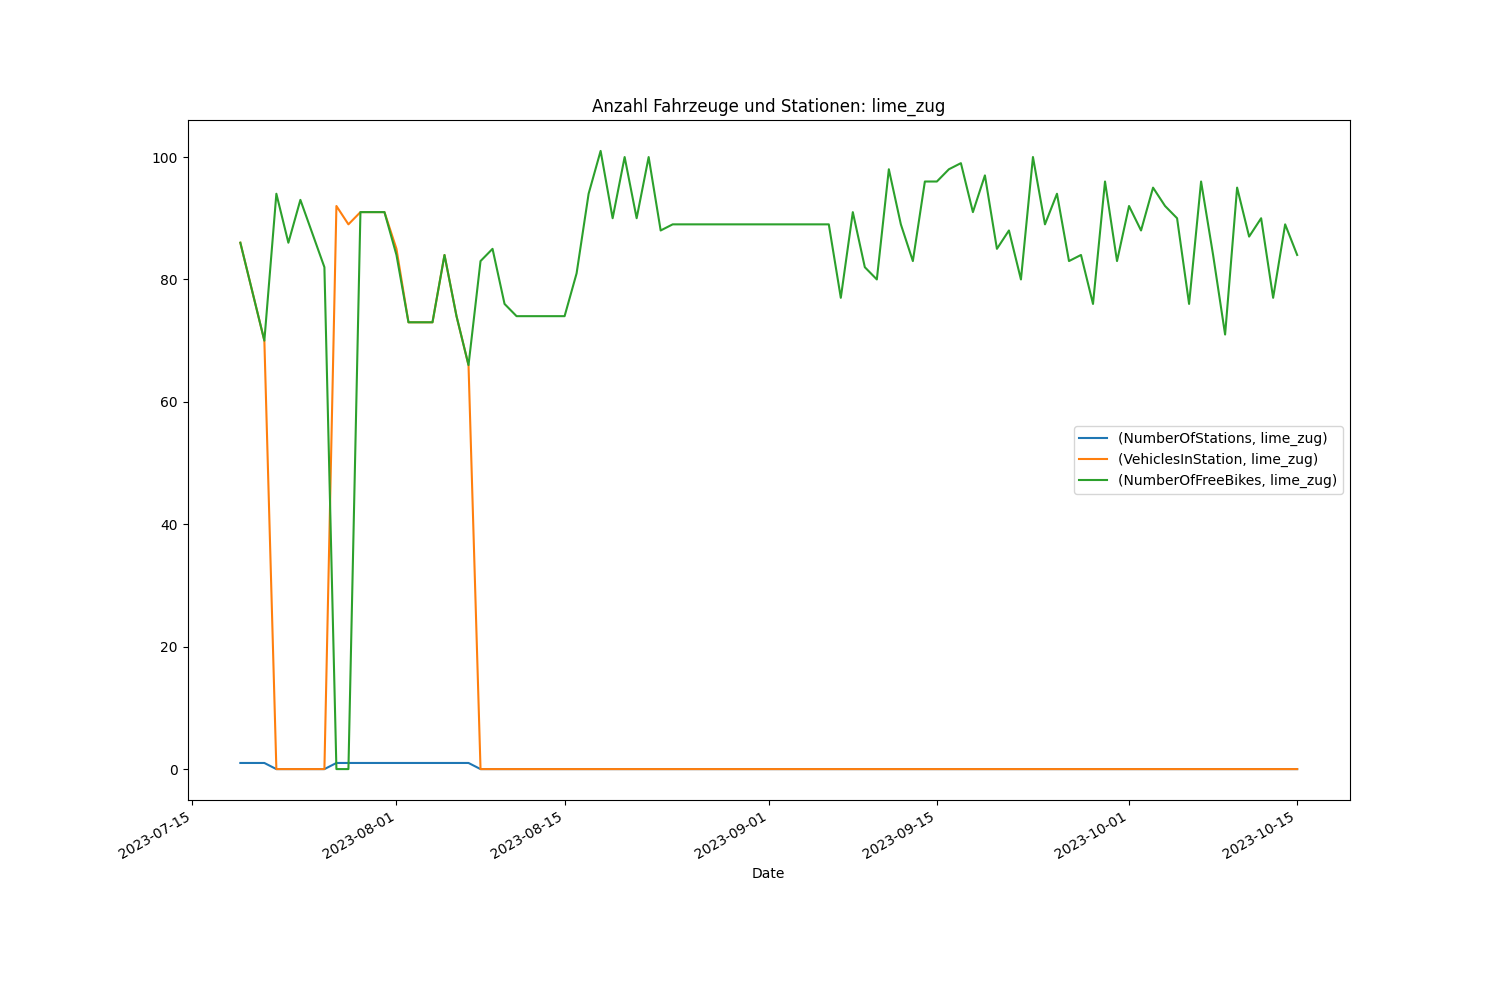 Anzahl Fahrzeuge und Stationen: lime_zug
100
80
60
40
20
0
(NumberOfStations, lime_zug)
(VehiclesInStation, lime_zug)
(NumberOfFreeBikes, lime_zug)
2023-07-15
2023-08-01
2023-08-15
2023-09-01
2023-09-15
2023-10-01
2023-10-15
Date